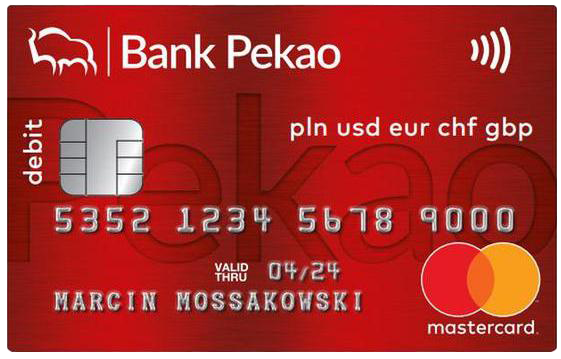 Bank Pekao
pln usd eur chf gbp
debit
5352 1234 5678 9000
VALID THRU 04/24
MARCIN MOSSAKOWSKI
mastercard.
Pekao